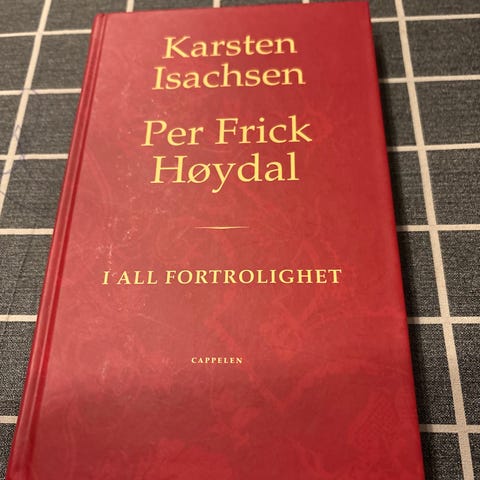 Karsten
Isachsen
Per Frick
Høydal
I ALL FORTROLIGHET
CAPPELEN